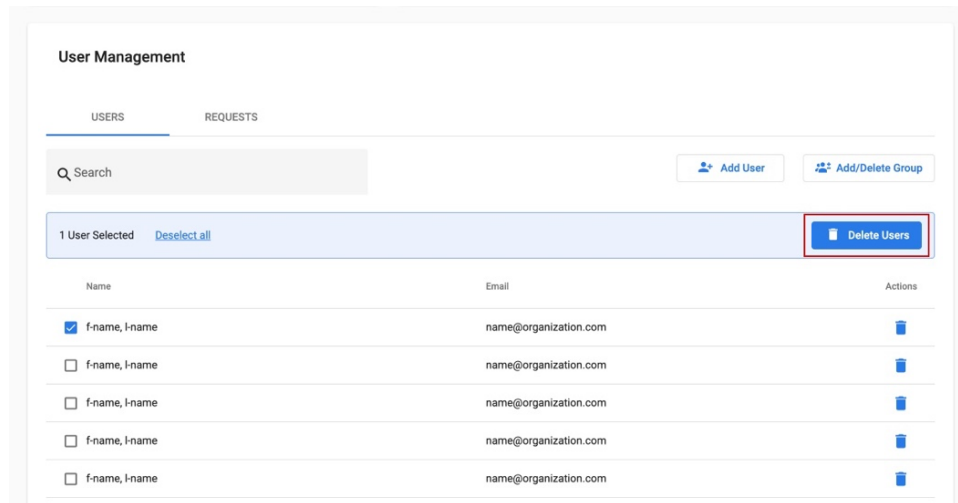 User Management
USERS REQUESTS
Search Add User Add/Delete Group
1 User Selected Deselect all Delete Users
Name Email Actions
f-name, l-name name@organization.com
f-name, l-name name@organization.com
f-name, l-name name@organization.com
f-name, l-name name@organization.com
f-name, l-name name@organization.com